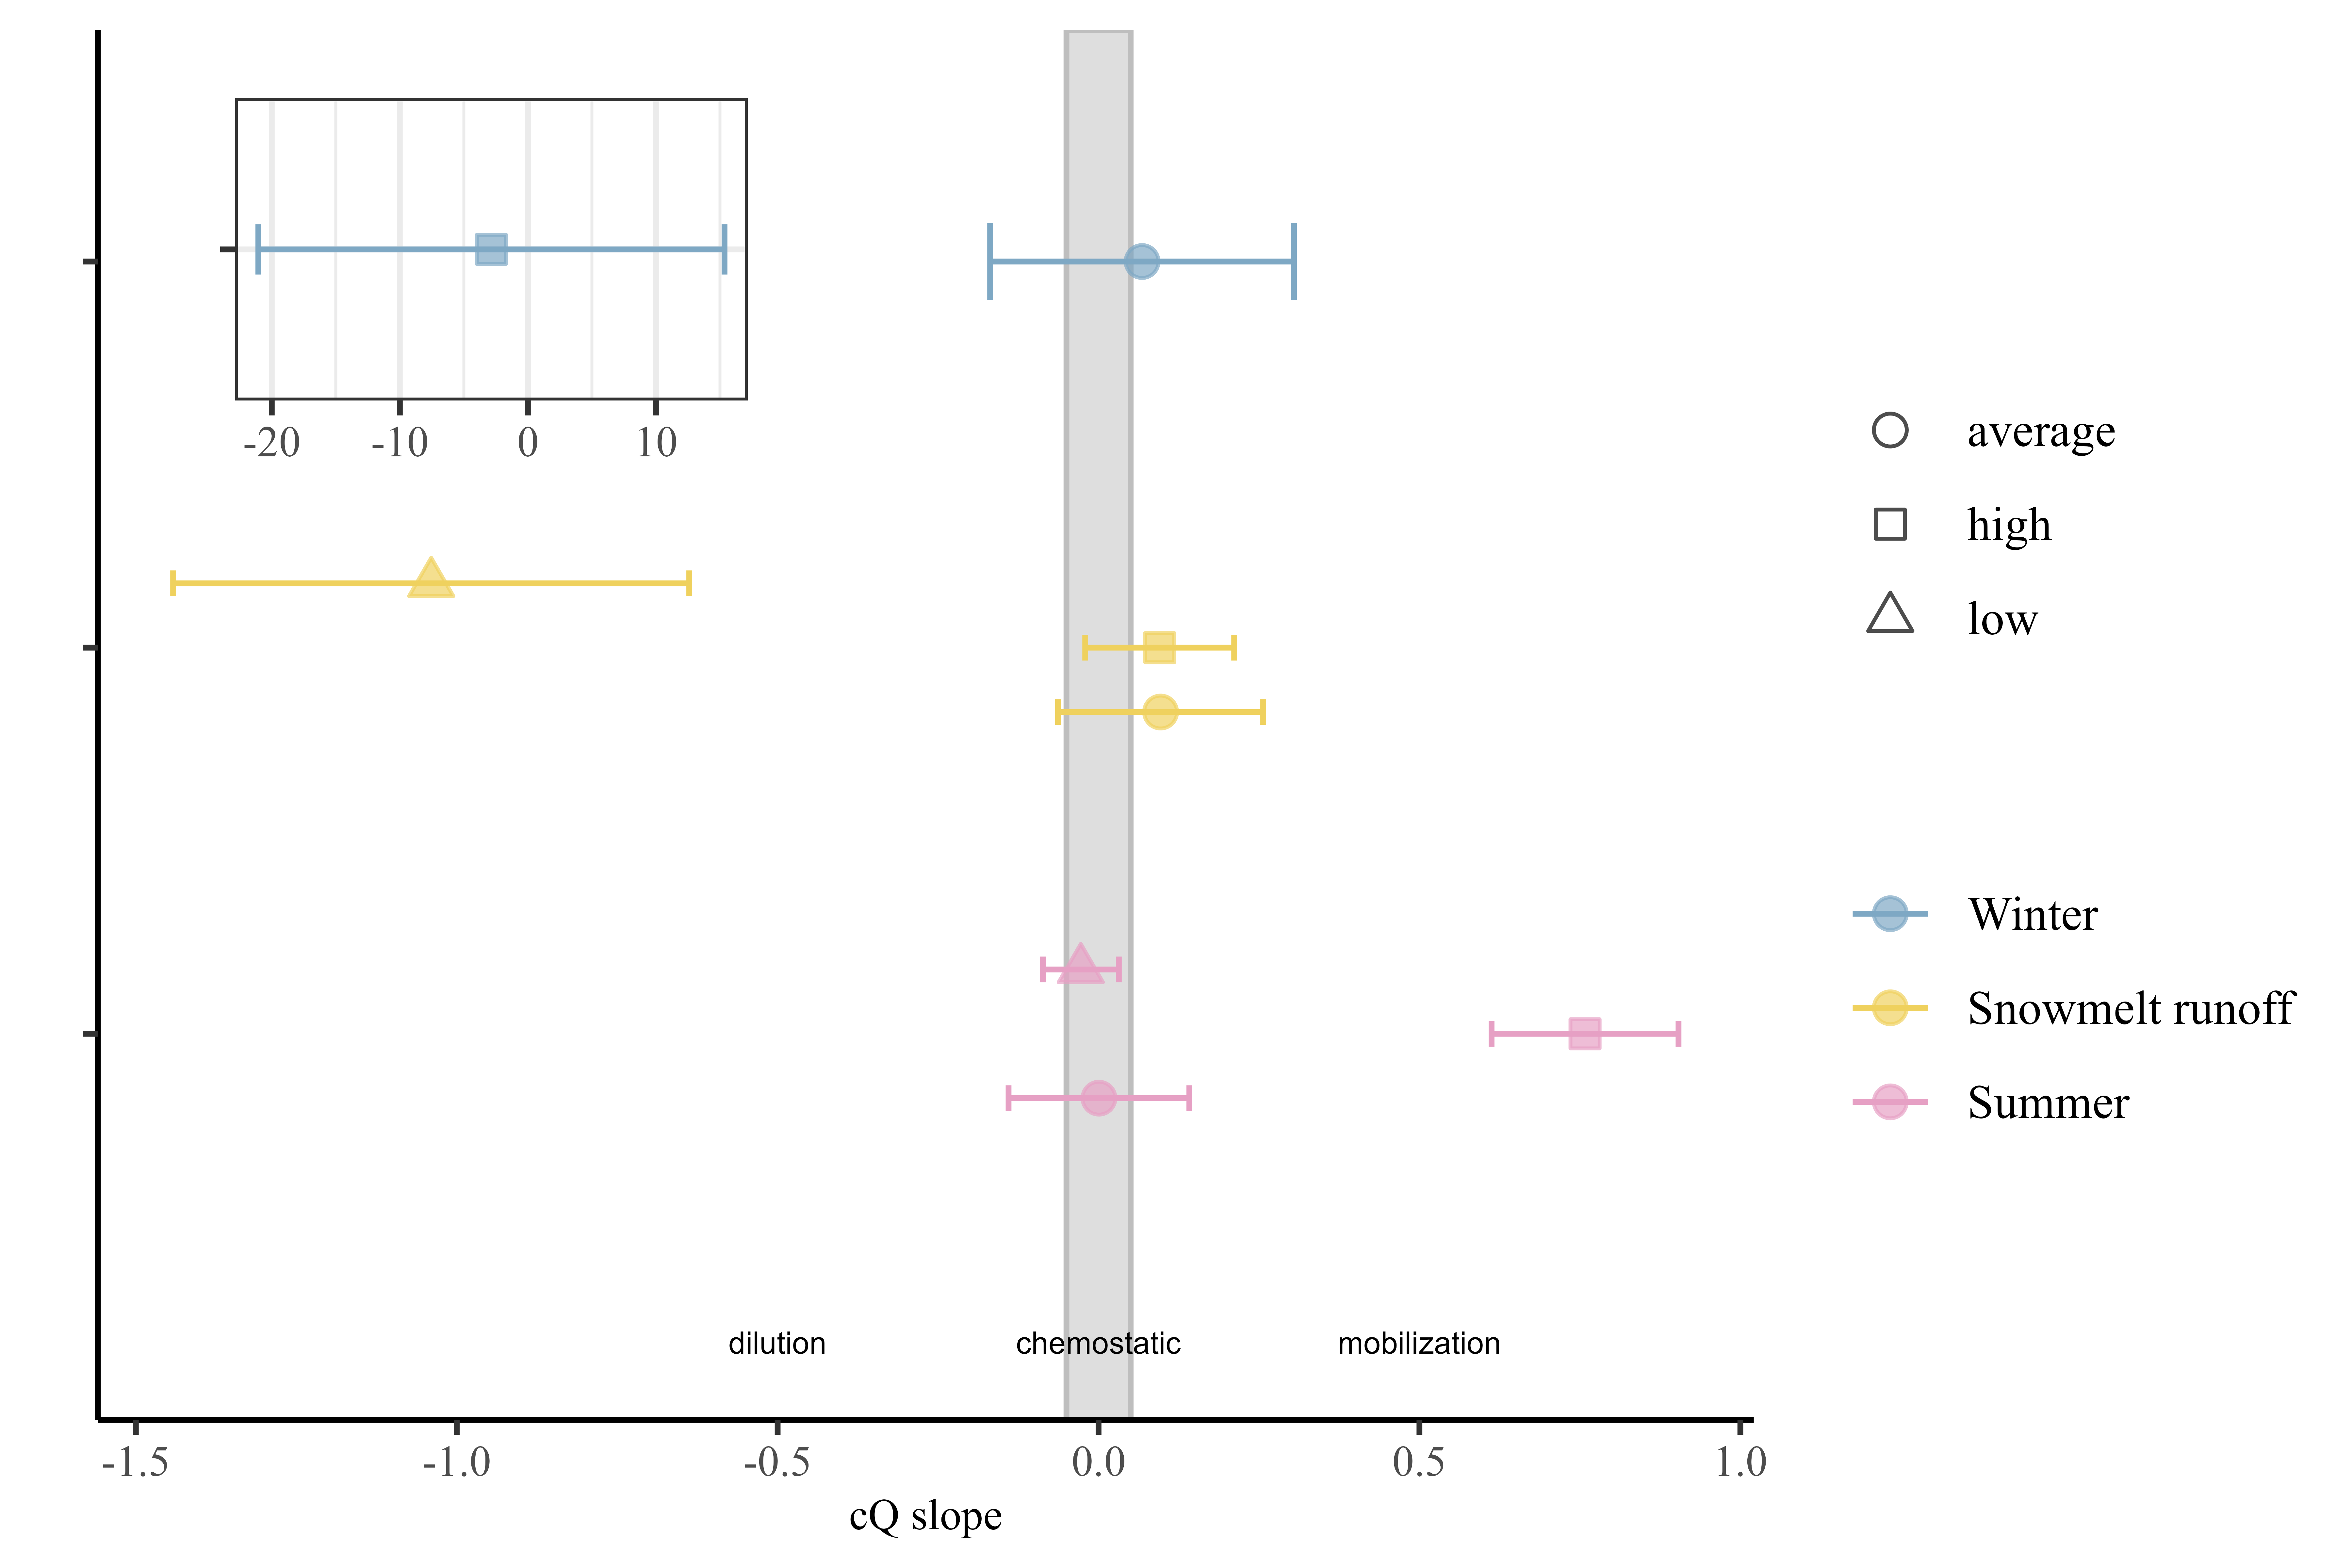 -20 -10 0 10
average
high
low
Winter
Snowmelt runoff
Summer
dilution chemostatic mobilization
-1.5 -1.0 -0.5 0.0 0.5 1.0
cQ slope